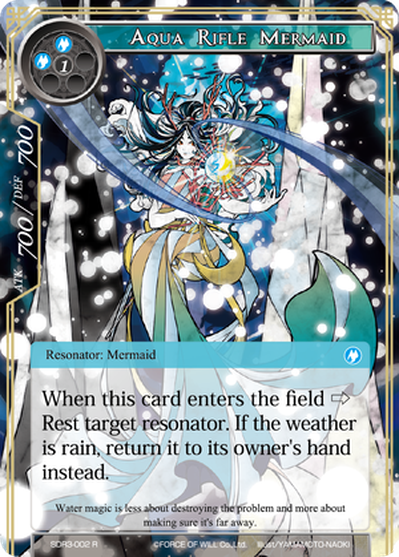 AQUA RIFLE MERMAID
1
ATK 700 / DEF 700
Resonator: Mermaid
When this card enters the field ⇨
Rest target resonator. If the weather
is rain, return it to its owner's hand
instead.
Water magic is less about destroying the problem and more about
making sure it's far away.
SDR3-002 R ©FORCE OF WILL Co.,Ltd. Illust/YAMAMOTO-NAOKI